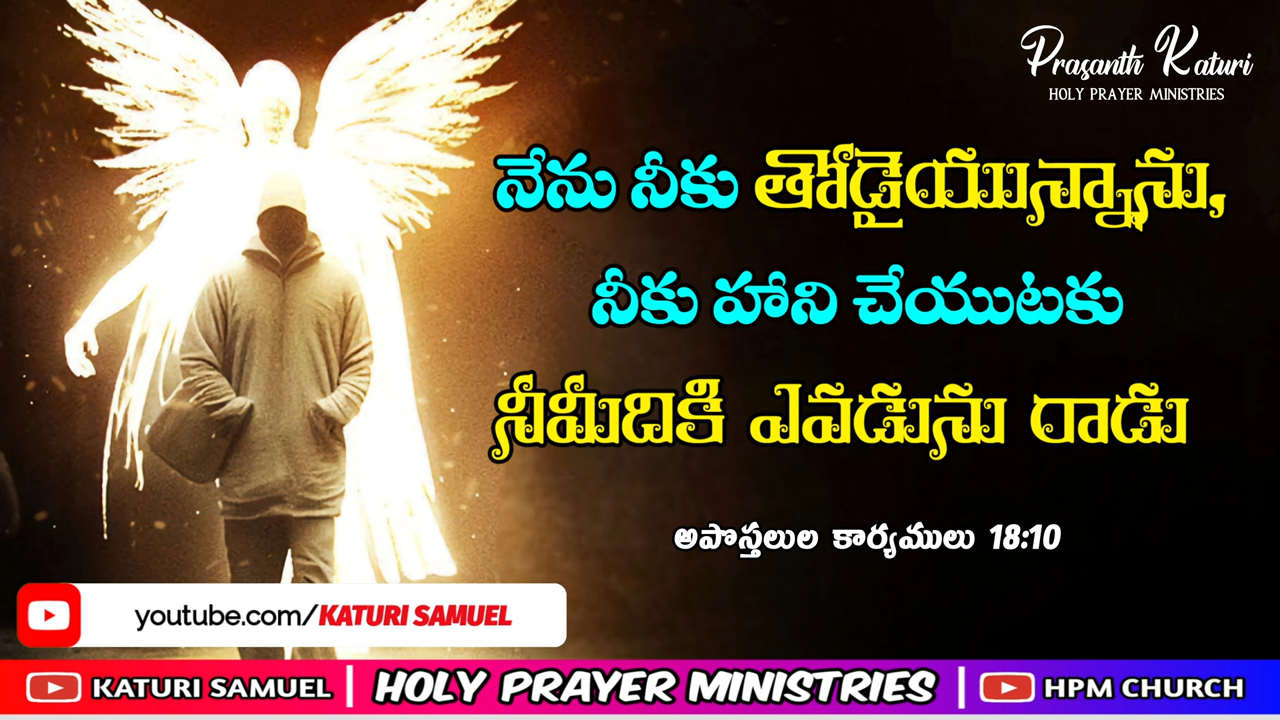 Prasanth Katuri
HOLY PRAYER MINISTRIES
నేను నీకు తోడైయున్నాను,
నీకు హాని చేయుటకు
నీమీదికి ఎవడును రాడు
అపొస్తలుల కార్యములు 18:10
youtube.com/KATURI SAMUEL
KATURI SAMUEL | HOLY PRAYER MINISTRIES | HPM CHURCH